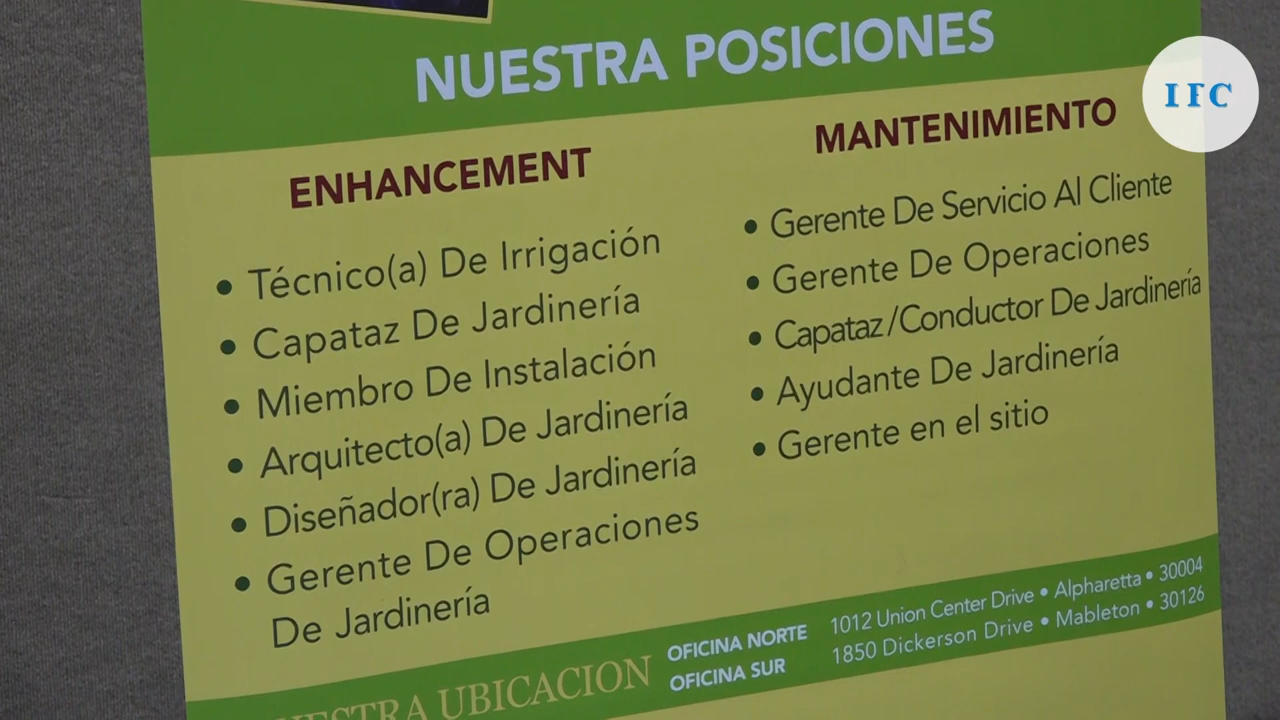 NUESTRA POSICIONES
IFC
ENHANCEMENT
• Técnico(a) De Irrigación
• Capataz De Jardinería
• Miembro De Instalación
• Arquitecto(a) De Jardinería
• Diseñador(ra) De Jardinería
• Gerente De Operaciones
De Jardinería
MANTENIMIENTO
• Gerente De Servicio Al Cliente
• Gerente De Operaciones
• Capataz/Conductor De Jardinería
• Ayudante De Jardinería
• Gerente en el sitio
UBICACION
OFICINA NORTE 1012 Union Center Drive • Alpharetta • 30004
OFICINA SUR 1850 Dickerson Drive • Mableton • 30126